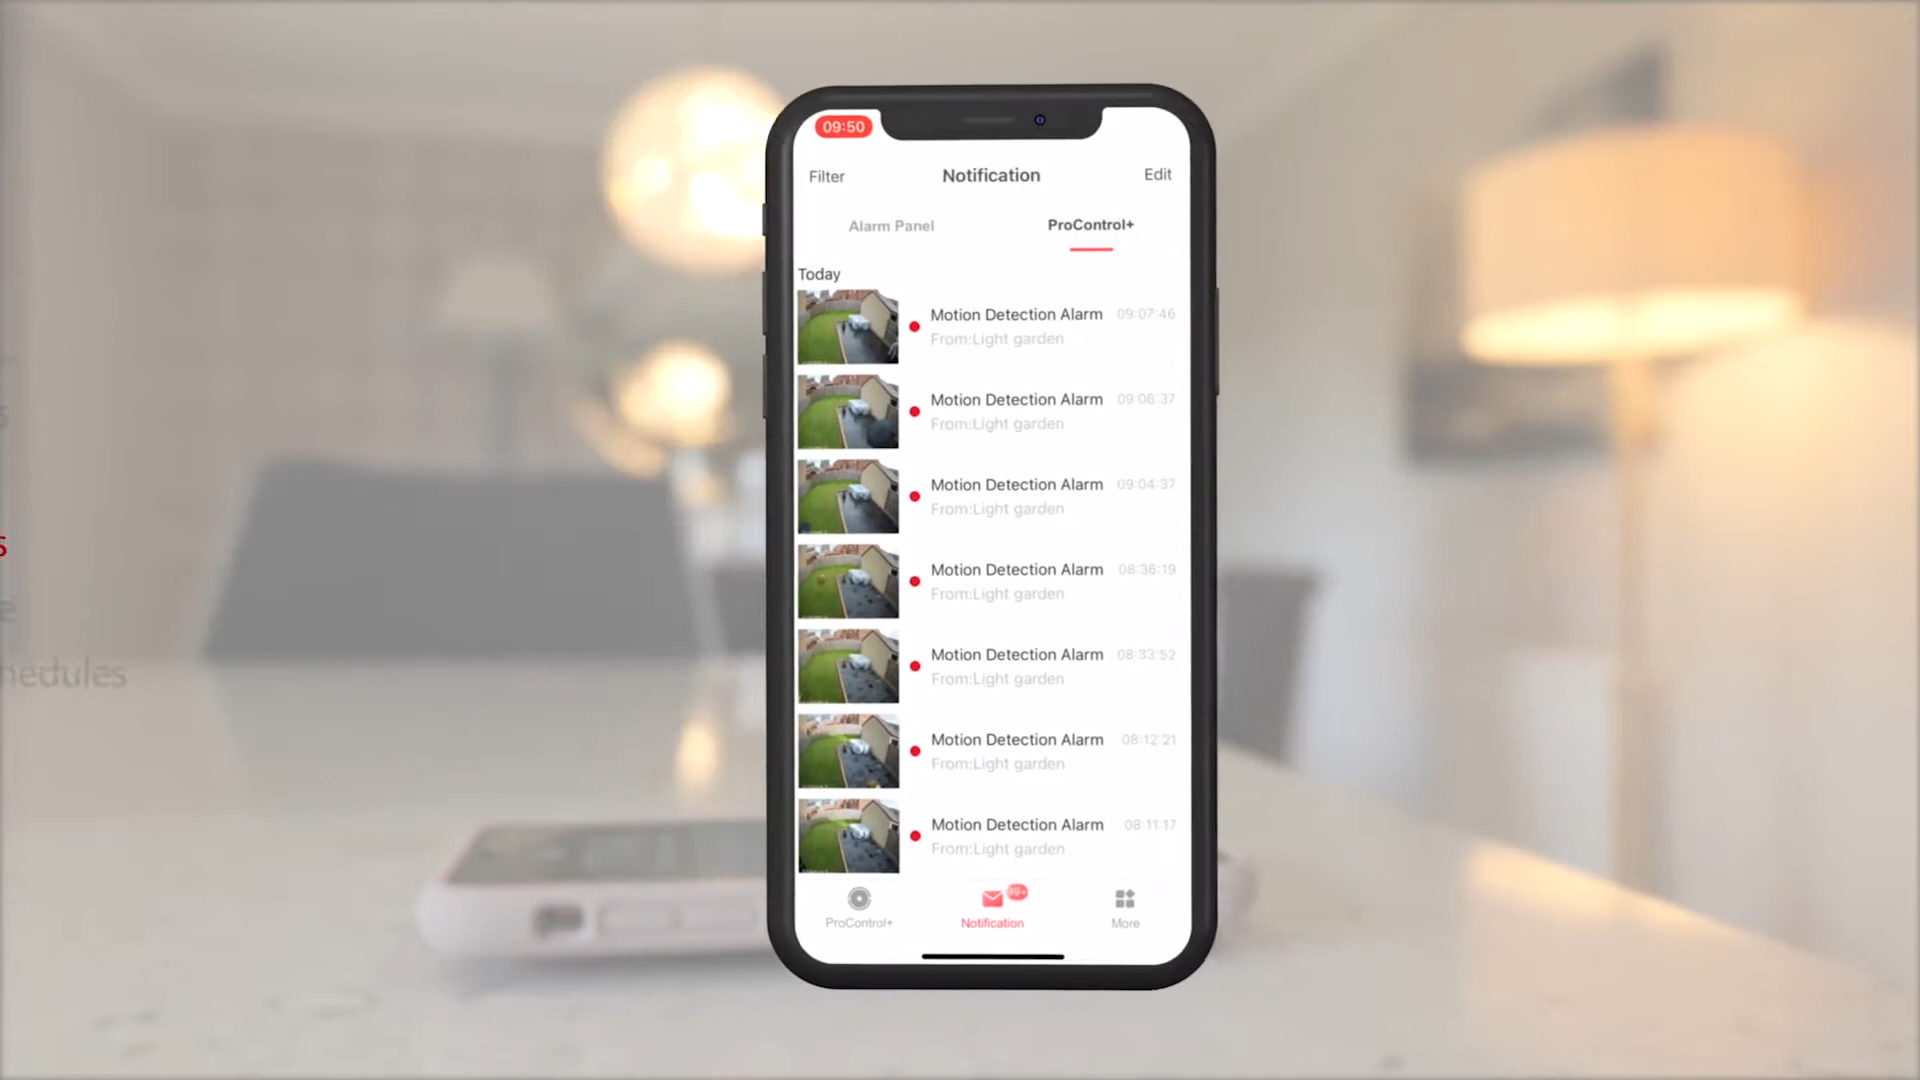 09:50
Filter Notification Edit
Alarm Panel ProControl+
Today
Motion Detection Alarm 09:07:46
From:Light garden
Motion Detection Alarm 09:06:37
From:Light garden
Motion Detection Alarm 09:04:37
From:Light garden
Motion Detection Alarm 08:36:19
From:Light garden
Motion Detection Alarm 08:33:52
From:Light garden
hedules
Motion Detection Alarm 08:12:21
From:Light garden
Motion Detection Alarm 08:11:17
From:Light garden
99+
ProControl+ Notification More